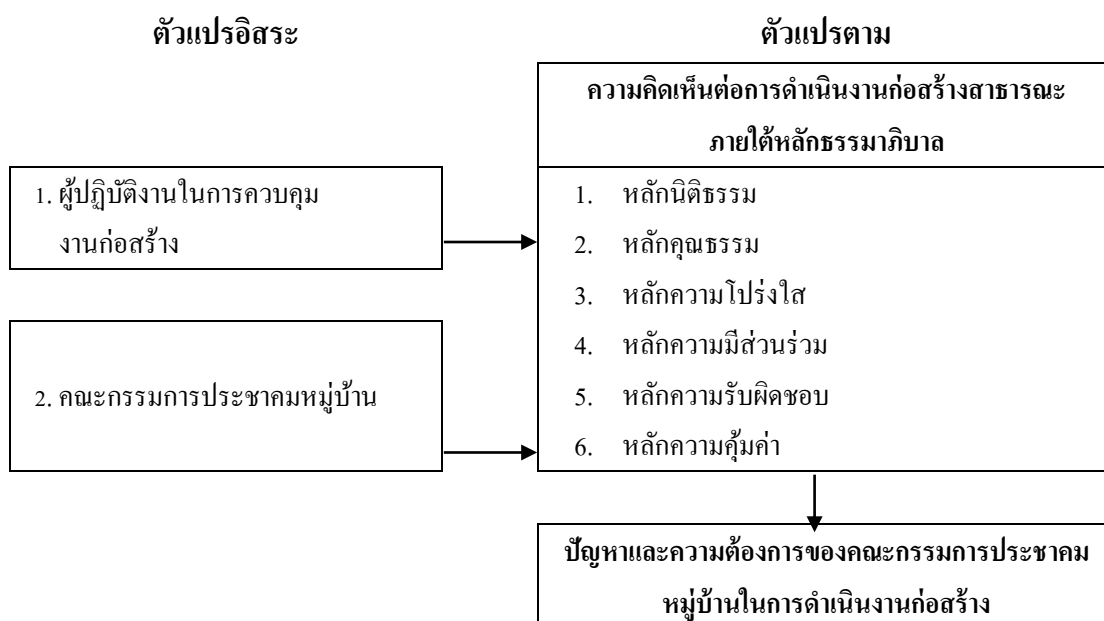 ตัวแปรอิสระ
ตัวแปรตาม
ความคิดเห็นต่อการดำเนินงานก่อสร้างสาธารณะ
ภายใต้หลักธรรมาภิบาล
1. ผู้ปฏิบัติงานในการควบคุม
งานก่อสร้าง
2. คณะกรรมการประชาคมหมู่บ้าน
1. หลักนิติธรรม
2. หลักคุณธรรม
3. หลักความโปร่งใส
4. หลักความมีส่วนร่วม
5. หลักความรับผิดชอบ
6. หลักความคุ้มค่า
ปัญหาและความต้องการของคณะกรรมการประชาคม
หมู่บ้านในการดำเนินงานก่อสร้าง